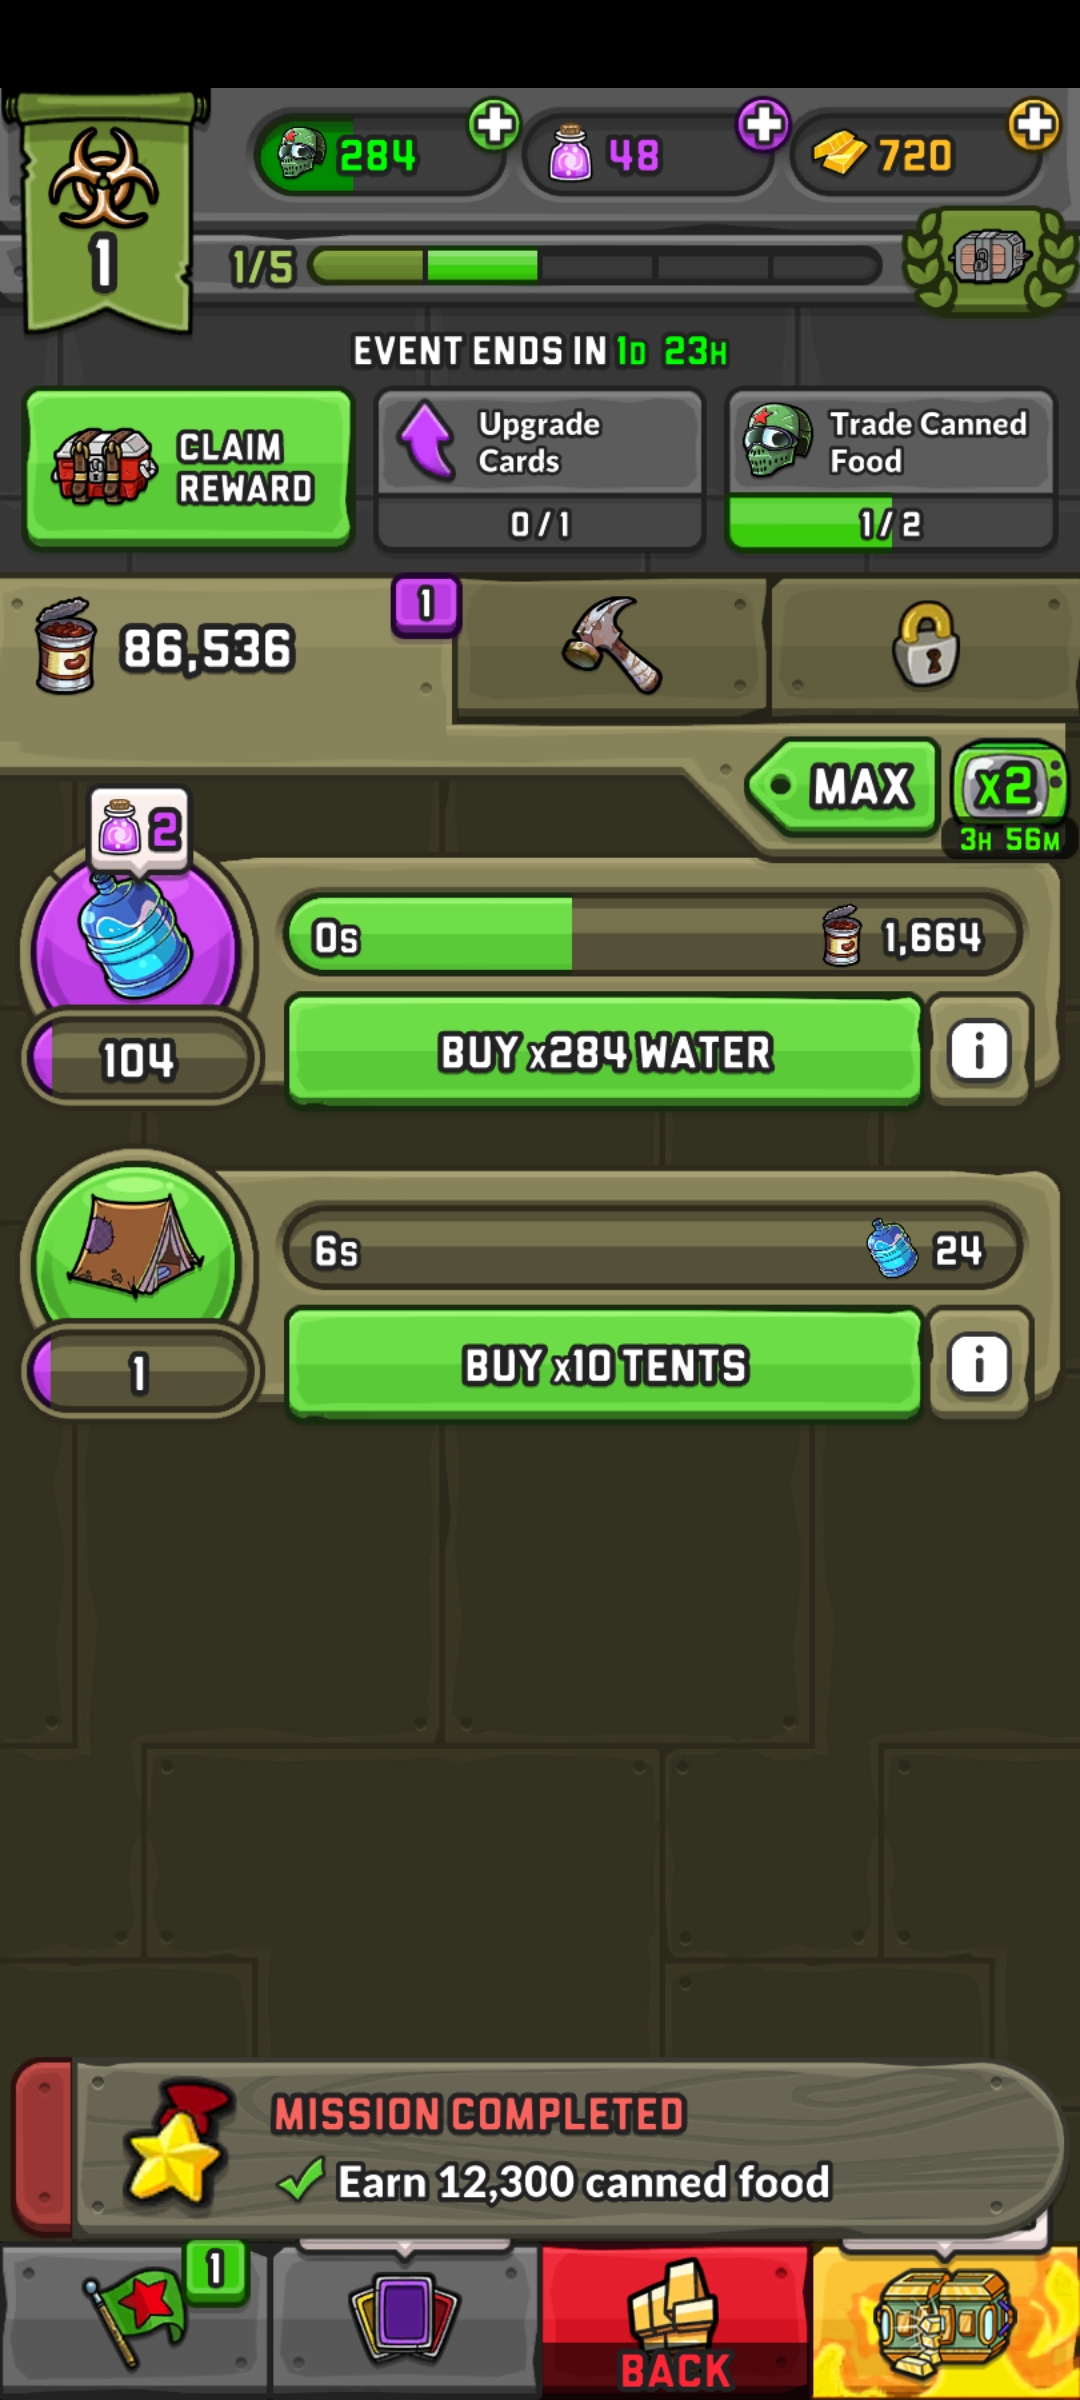 284
48
720
1
1/5
EVENT ENDS IN 1D 23H
CLAIM
REWARD
Upgrade
Cards
0/1
Trade Canned
Food
1/2
86,536
1
MAX
x2
3H 56M
2
0s
1,664
104
BUY x284 WATER
i
6s
24
1
BUY x10 TENTS
i
MISSION COMPLETED
Earn 12,300 canned food
1
BACK